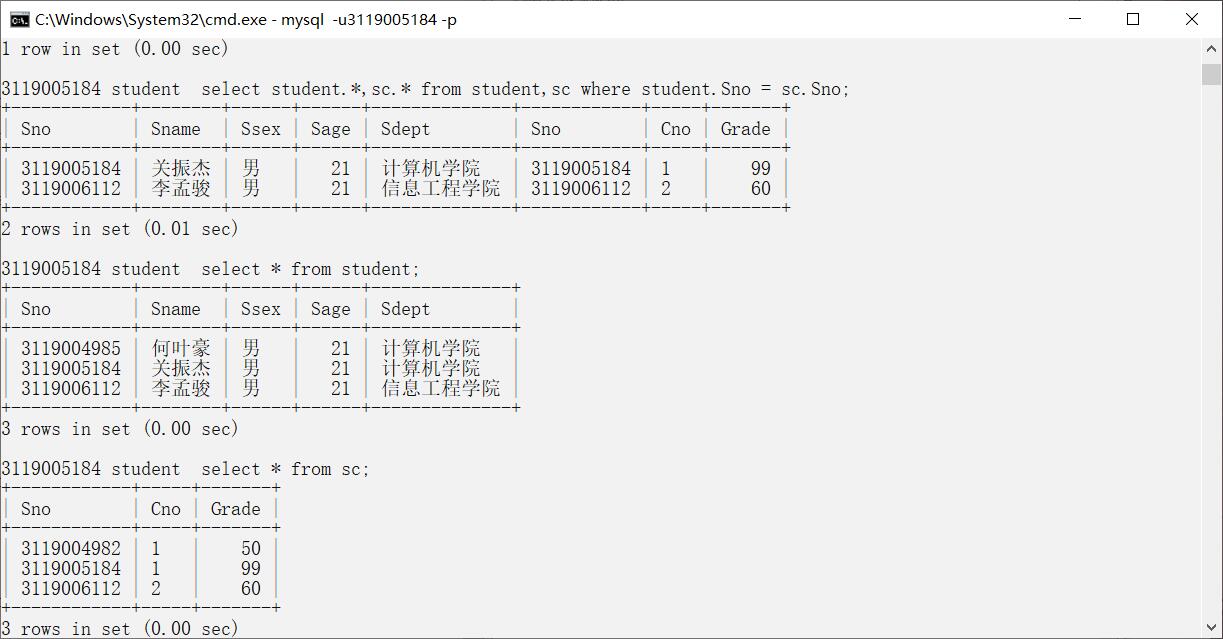 C:\Windows\System32\cmd.exe - mysql  -u3119005184 -p
1 row in set (0.00 sec)
3119005184 student  select student.*,sc.* from student,sc where student.Sno = sc.Sno;
+------------+--------+------+------+--------------+------------+-----+-------+
| Sno        | Sname  | Ssex | Sage | Sdept        | Sno        | Cno | Grade |
+------------+--------+------+------+--------------+------------+-----+-------+
| 3119005184 | 关振杰 | 男   |   21 | 计算机学院   | 3119005184 | 1   |    99 |
| 3119006112 | 李孟骏 | 男   |   21 | 信息工程学院 | 3119006112 | 2   |    60 |
+------------+--------+------+------+--------------+------------+-----+-------+
2 rows in set (0.01 sec)
3119005184 student  select * from student;
+------------+--------+------+------+--------------+
| Sno        | Sname  | Ssex | Sage | Sdept        |
+------------+--------+------+------+--------------+
| 3119004985 | 何叶豪 | 男   |   21 | 计算机学院   |
| 3119005184 | 关振杰 | 男   |   21 | 计算机学院   |
| 3119006112 | 李孟骏 | 男   |   21 | 信息工程学院 |
+------------+--------+------+------+--------------+
3 rows in set (0.00 sec)
3119005184 student  select * from sc;
+------------+-----+-------+
| Sno        | Cno | Grade |
+------------+-----+-------+
| 3119004982 | 1   |    50 |
| 3119005184 | 1   |    99 |
| 3119006112 | 2   |    60 |
+------------+-----+-------+
3 rows in set (0.00 sec)